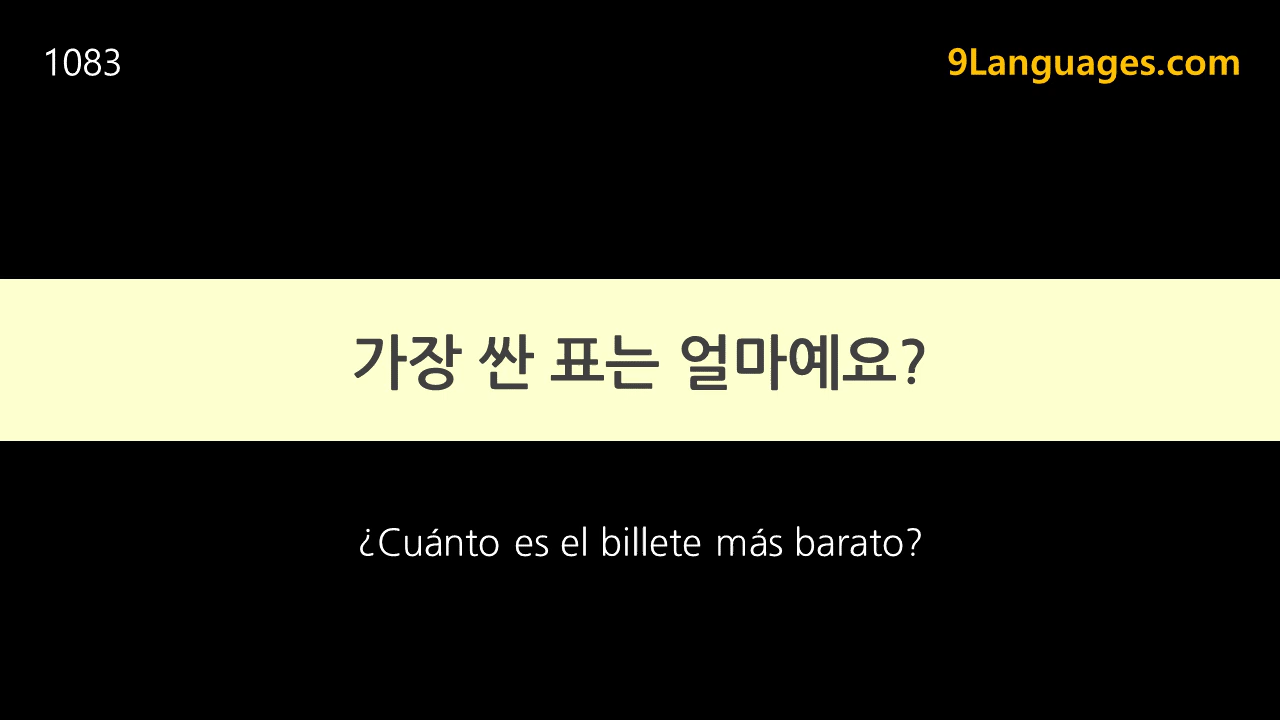 1083
9Languages.com
가장 싼 표는 얼마예요?
¿Cuánto es el billete más barato?